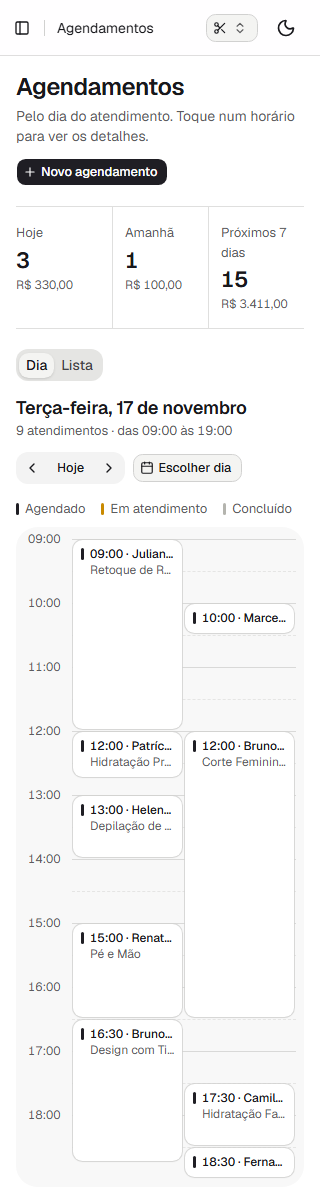 Agendamentos
Agendamentos
Pelo dia do atendimento. Toque num horário
para ver os detalhes.
Novo agendamento
Hoje
3
R$ 330,00
Amanhã
1
R$ 100,00
Próximos 7
dias
15
R$ 3.411,00
Dia
Lista
Terça-feira, 17 de novembro
9 atendimentos · das 09:00 às 19:00
Hoje
Escolher dia
Agendado
Em atendimento
Concluído
09:00
09:00 · Julian...
Retoque de R...
10:00
10:00 · Marce...
11:00
12:00
12:00 · Patríc...
Hidratação Pr...
12:00 · Bruno...
Corte Feminin...
13:00
13:00 · Helen...
Depilação de ...
14:00
15:00
15:00 · Renat...
Pé e Mão
16:00
16:30 · Bruno...
Design com Ti...
17:00
17:30 · Camil...
Hidratação Fa...
18:00
18:30 · Ferna...